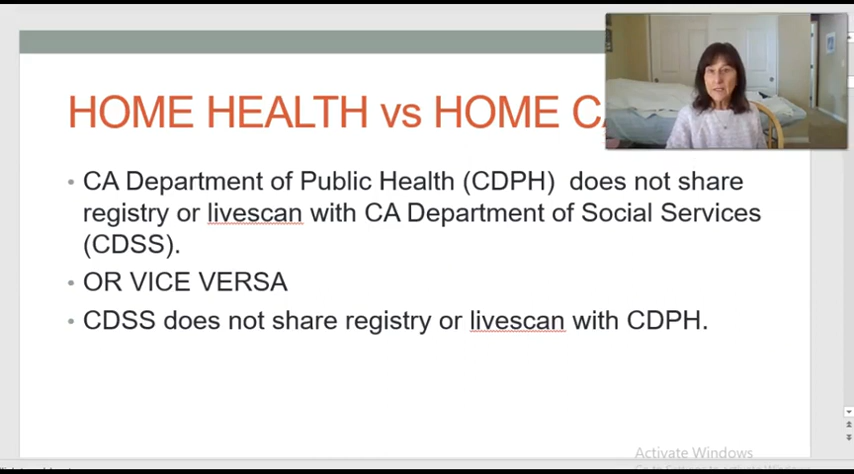 HOME HEALTH vs HOME C
• CA Department of Public Health (CDPH) does not share
registry or livescan with CA Department of Social Services
(CDSS).
• OR VICE VERSA
• CDSS does not share registry or livescan with CDPH.
Activate Windows